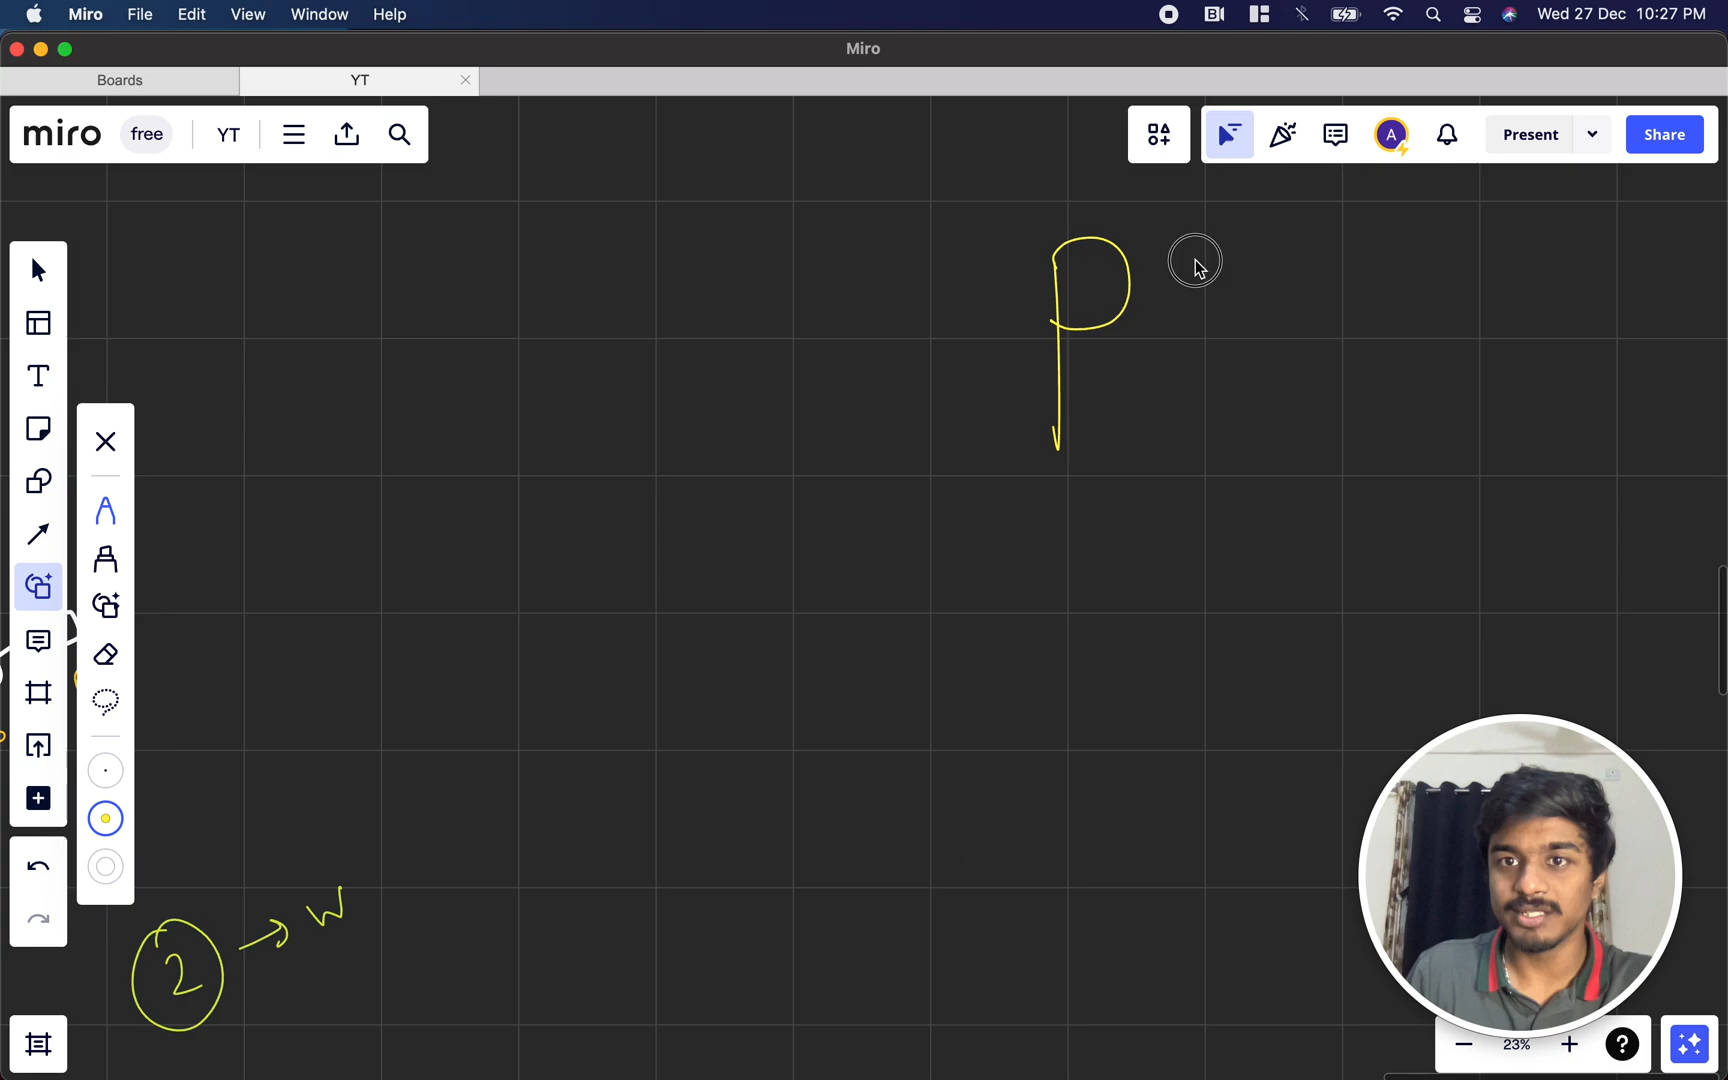 Miro File Edit View Window Help Wed 27 Dec 10:27 PM
Miro
Boards YT
miro free YT Present Share
A
P
2 → W
23%